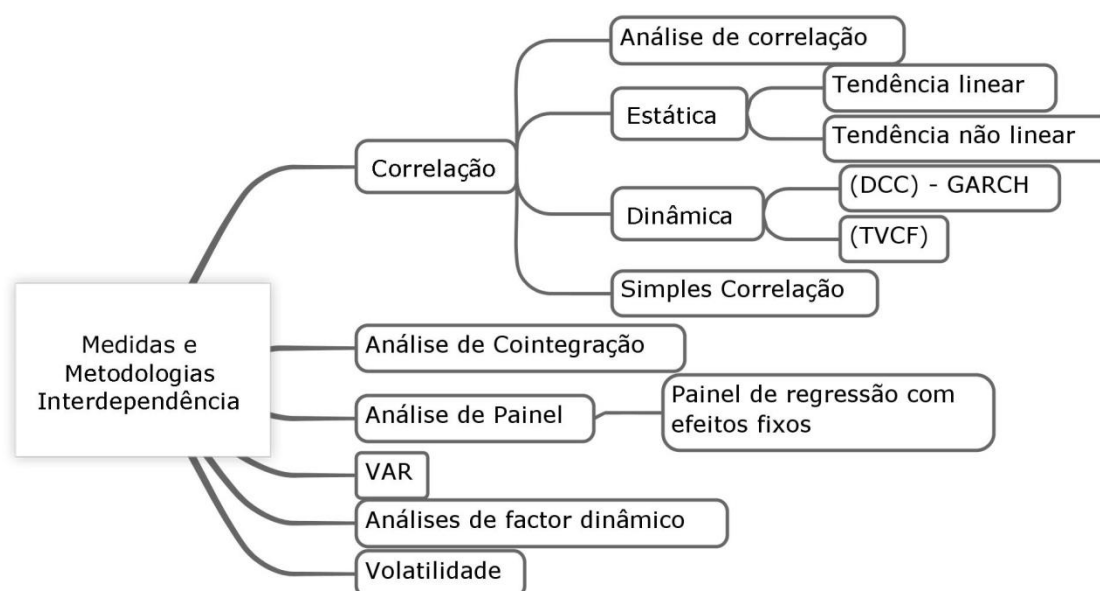 Análise de correlação
Tendência linear
Estática
Tendência não linear
Correlação
(DCC) - GARCH
Dinâmica
(TVCF)
Simples Correlação
Medidas e
Metodologias
Interdependência
Análise de Cointegração
Análise de Painel
Painel de regressão com
efeitos fixos
VAR
Análises de factor dinâmico
Volatilidade